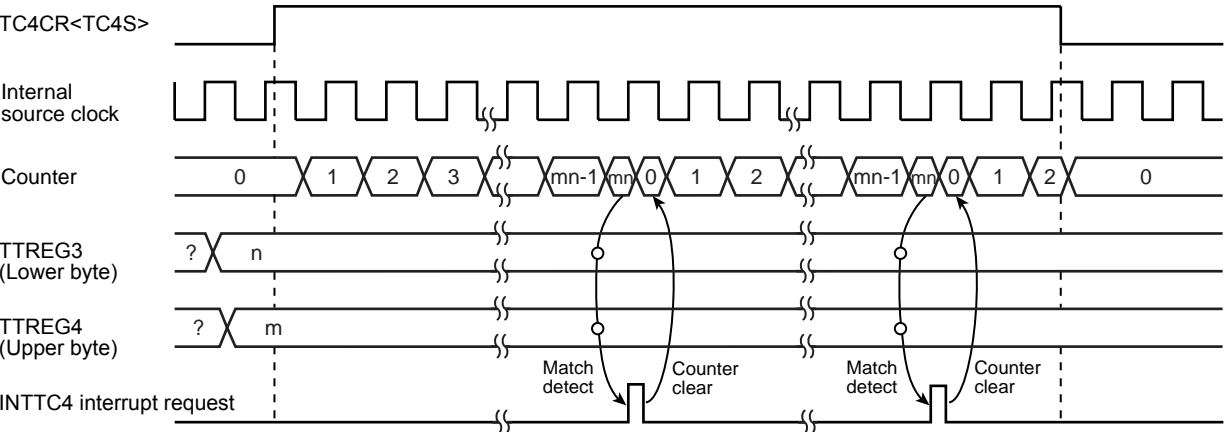 TC4CR<TC4S>
Internal
source clock
Counter
0 1 2 3 mn-1 mn 0 1 2 mn-1 mn 0 1 2 0
TTREG3
(Lower byte)
? n
TTREG4
(Upper byte)
? m
Match
detect
Counter
clear
Match
detect
Counter
clear
INTTC4 interrupt request